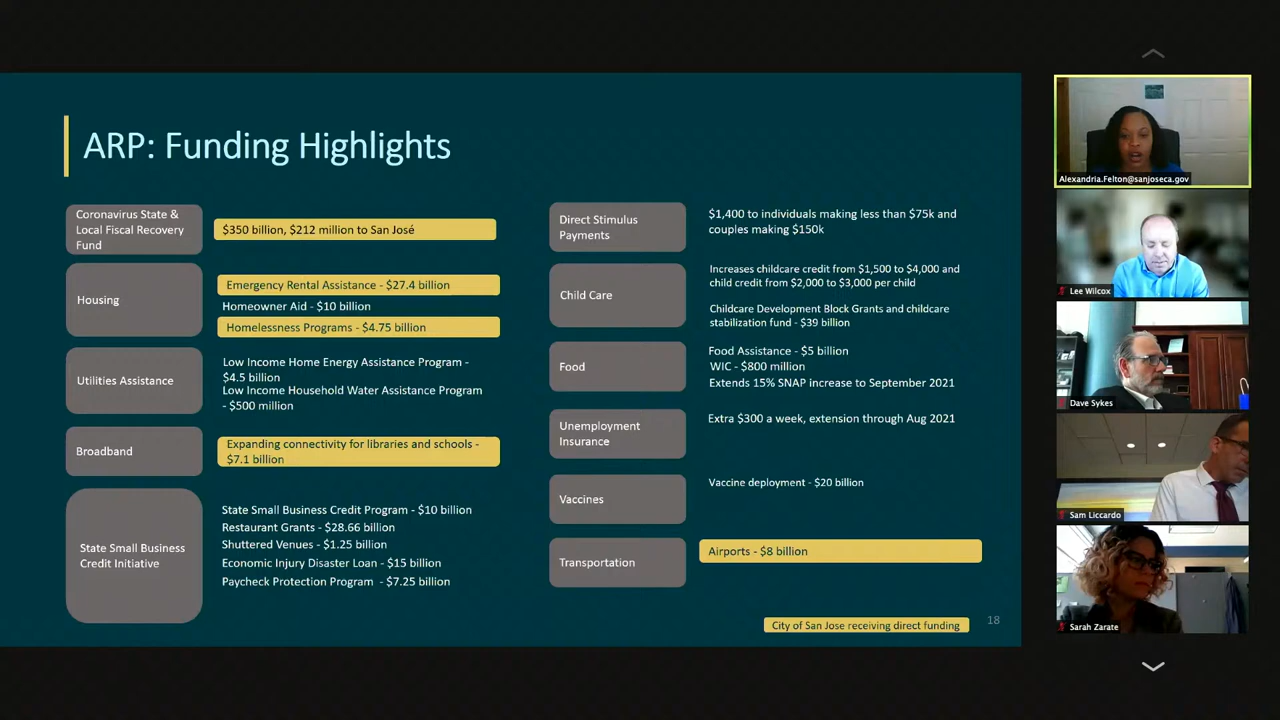 ARP: Funding Highlights
Coronavirus State &
Local Fiscal Recovery
Fund
$350 billion, $212 million to San José
Housing
Emergency Rental Assistance - $27.4 billion
Homeowner Aid - $10 billion
Homelessness Programs - $4.75 billion
Utilities Assistance
Low Income Home Energy Assistance Program -
$4.5 billion
Low Income Household Water Assistance Program
- $500 million
Broadband
Expanding connectivity for libraries and schools -
$7.1 billion
State Small Business
Credit Initiative
State Small Business Credit Program - $10 billion
Restaurant Grants - $28.66 billion
Shuttered Venues - $1.25 billion
Economic Injury Disaster Loan - $15 billion
Paycheck Protection Program - $7.25 billion
Direct Stimulus
Payments
$1,400 to individuals making less than $75k and
couples making $150k
Child Care
Increases childcare credit from $1,500 to $4,000 and
child credit from $2,000 to $3,000 per child
Childcare Development Block Grants and childcare
stabilization fund - $39 billion
Food
Food Assistance - $5 billion
WIC - $800 million
Extends 15% SNAP increase to September 2021
Unemployment
Insurance
Extra $300 a week, extension through Aug 2021
Vaccines
Vaccine deployment - $20 billion
Transportation
Airports - $8 billion
City of San Jose receiving direct funding
18
Alexandria.Felton@sanjoseca.gov
Lee Wilcox
Dave Sykes
Sam Liccardo
Sarah Zarate